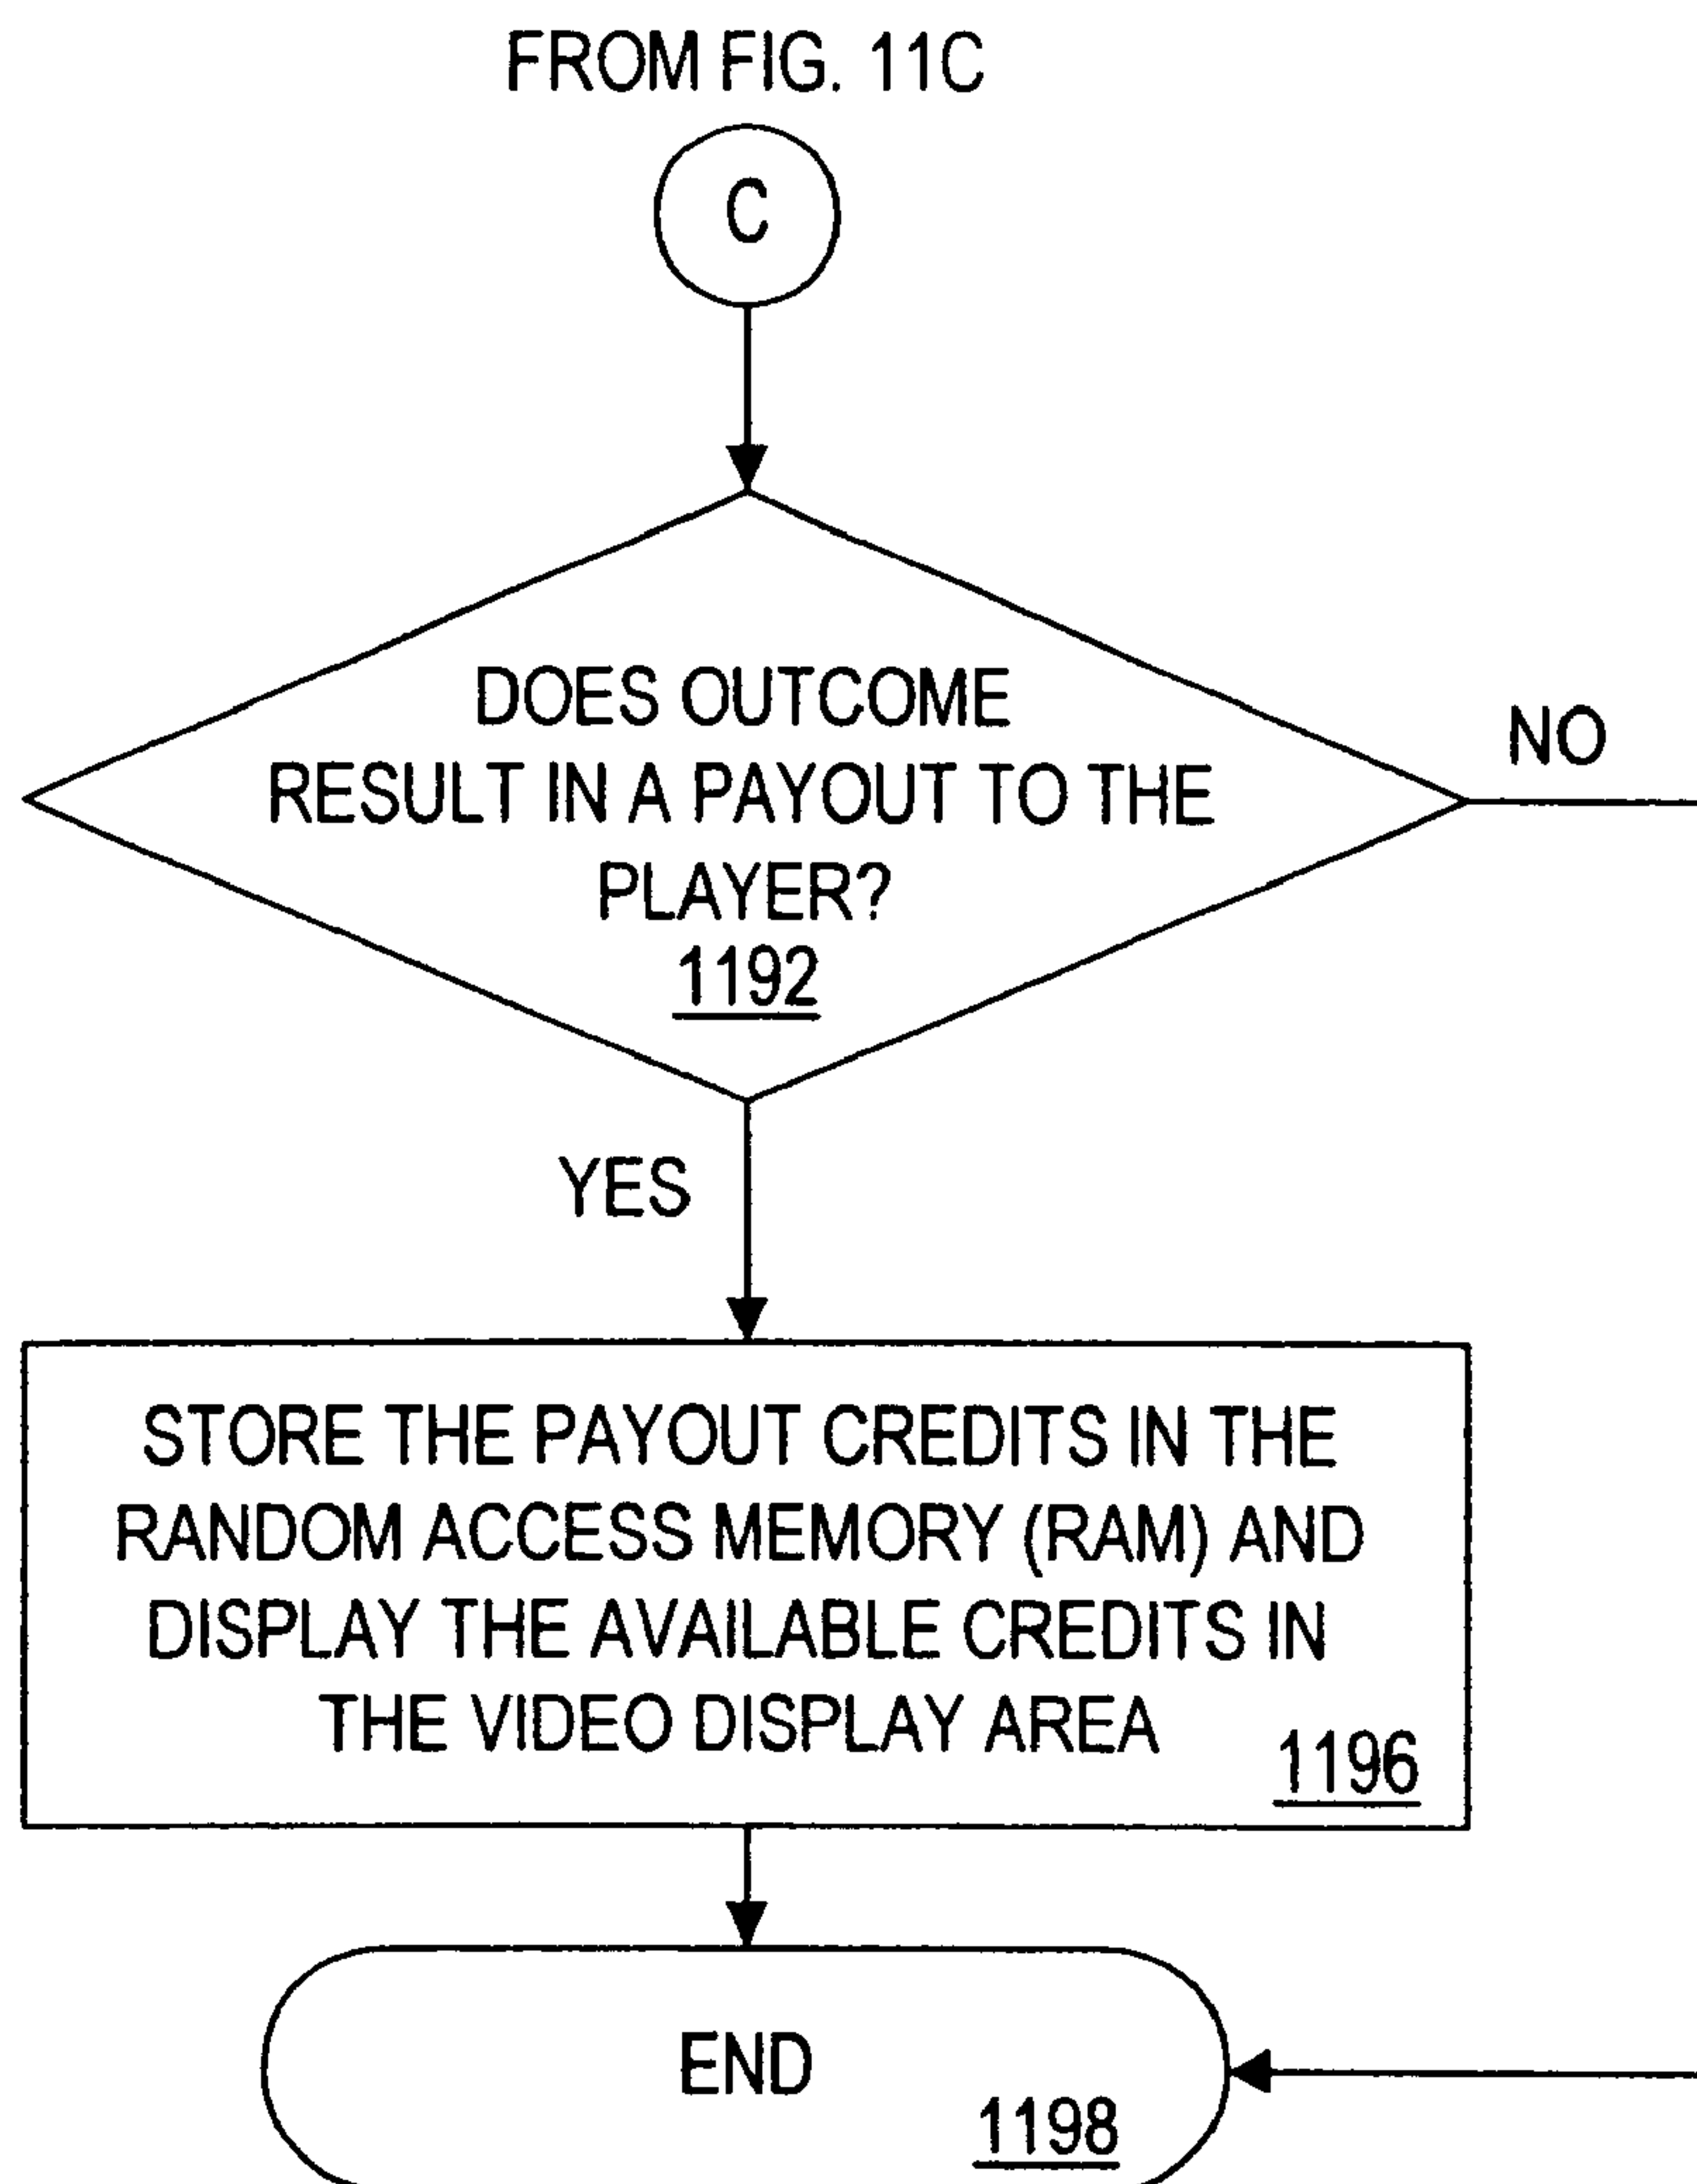 FROM FIG. 11C
C
DOES OUTCOME
RESULT IN A PAYOUT TO THE
PLAYER?
1192
NO
YES
STORE THE PAYOUT CREDITS IN THE
RANDOM ACCESS MEMORY (RAM) AND
DISPLAY THE AVAILABLE CREDITS IN
THE VIDEO DISPLAY AREA
1196
END
1198